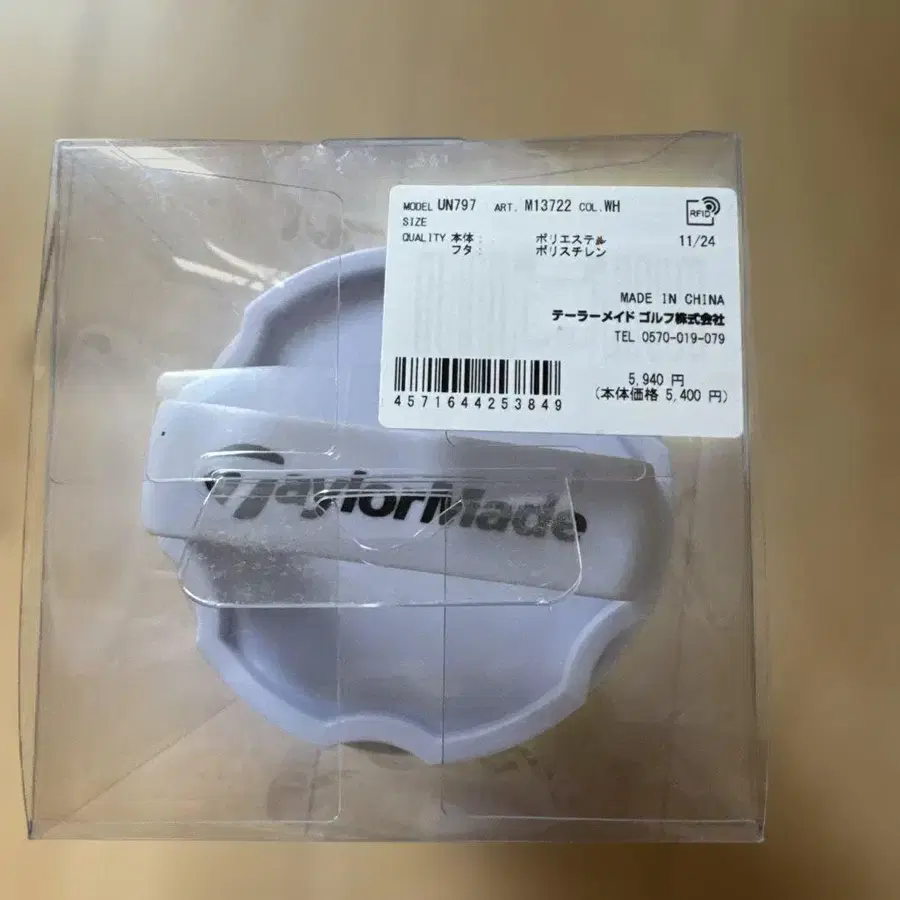 MODEL UN797 ART. M13722 COL. WH
RFID
SIZE
QUALITY 本体: ポリエステル
11/24
フタ: ポリスチレン
MADE IN CHINA
テーラーメイド ゴルフ株式会社
TEL 0570-019-079
4571644253849
5,940 円
(本体価格 5,400 円)
TaylorMade